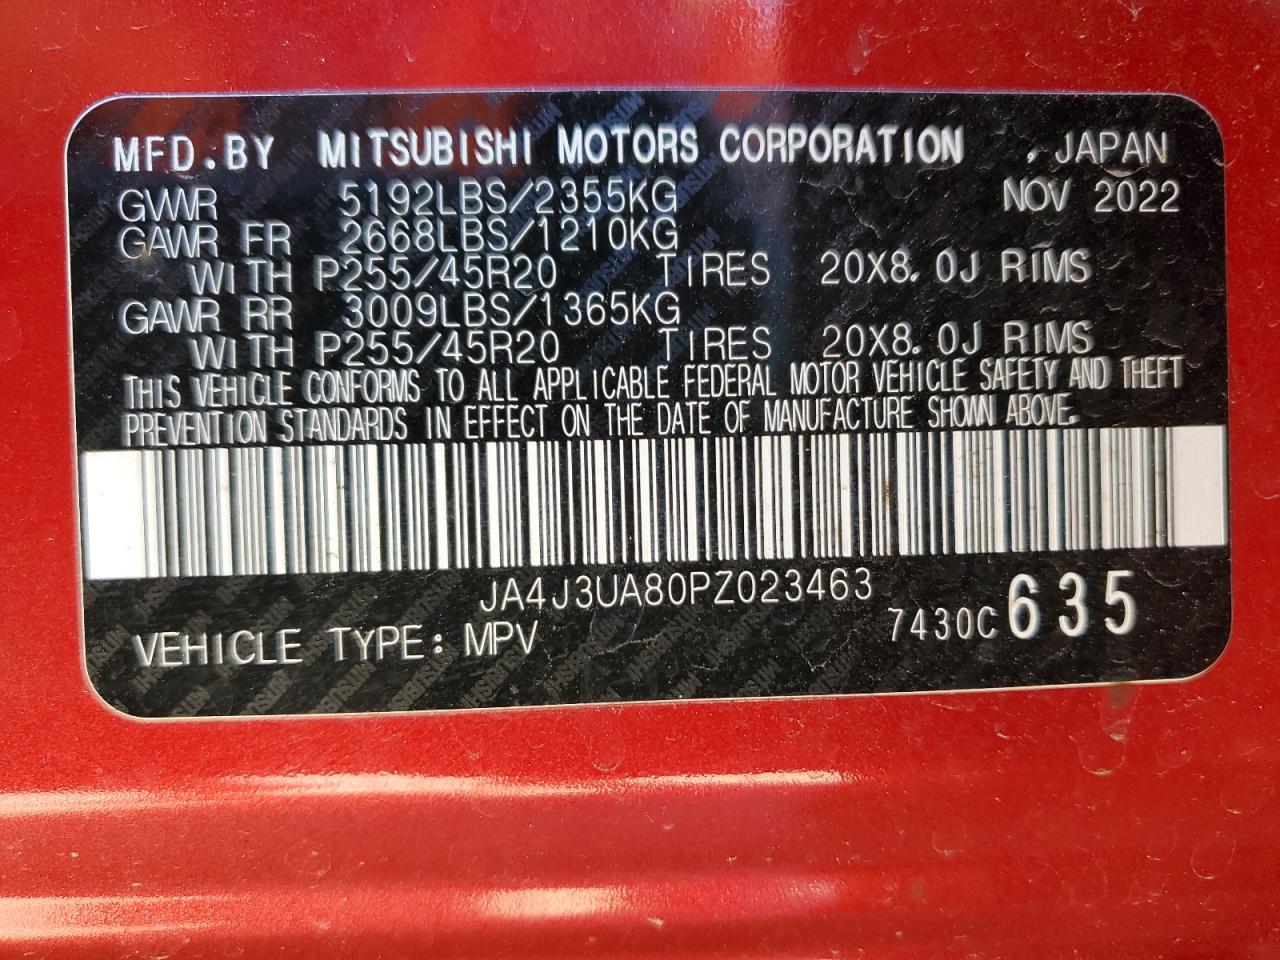 MFD.BY MITSUBISHI MOTORS CORPORATION , JAPAN
GVWR 5192LBS/2355KG NOV 2022
GAWR FR 2668LBS/1210KG
WITH P255/45R20 TIRES 20X8.0J RIMS
GAWR RR 3009LBS/1365KG
WITH P255/45R20 TIRES 20X8.0J RIMS
THIS VEHICLE CONFORMS TO ALL APPLICABLE FEDERAL MOTOR VEHICLE SAFETY AND THEFT
PREVENTION STANDARDS IN EFFECT ON THE DATE OF MANUFACTURE SHOWN ABOVE.
JA4J3UA80PZ023463
VEHICLE TYPE: MPV 7430C 635